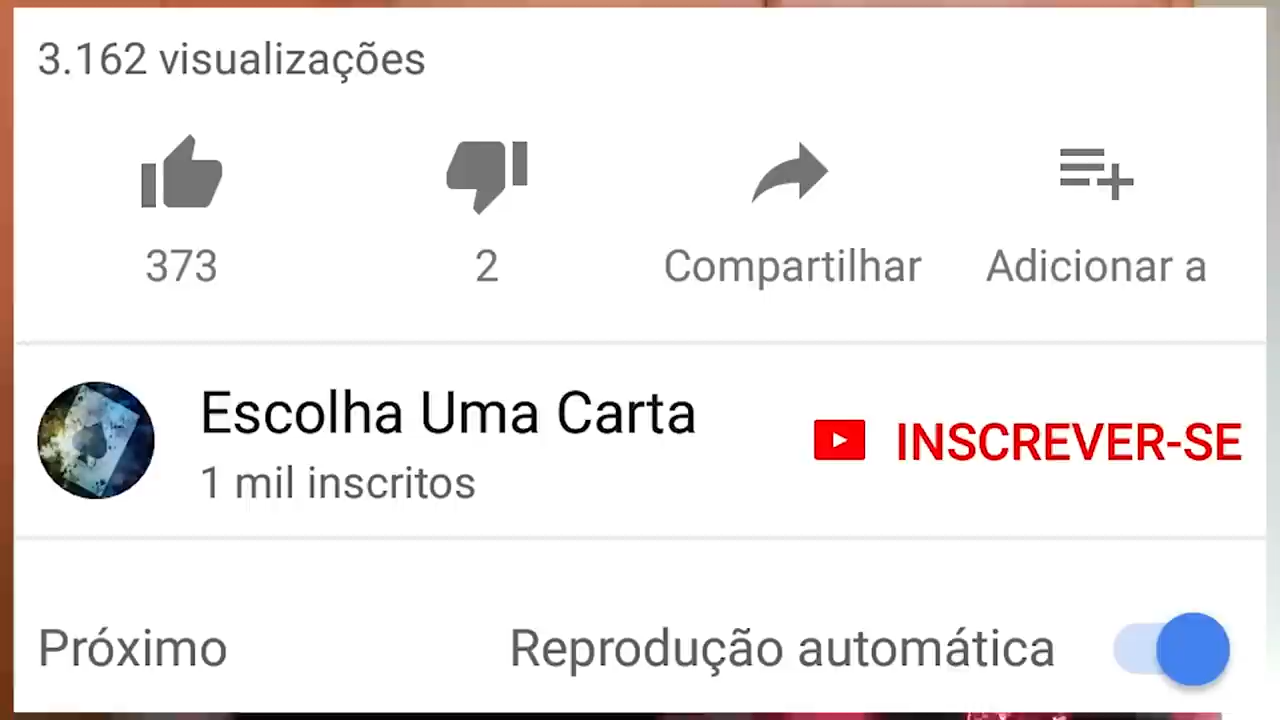 3.162 visualizações
373 2 Compartilhar Adicionar a
Escolha Uma Carta
1 mil inscritos
INSCREVER-SE
Próximo Reprodução automática